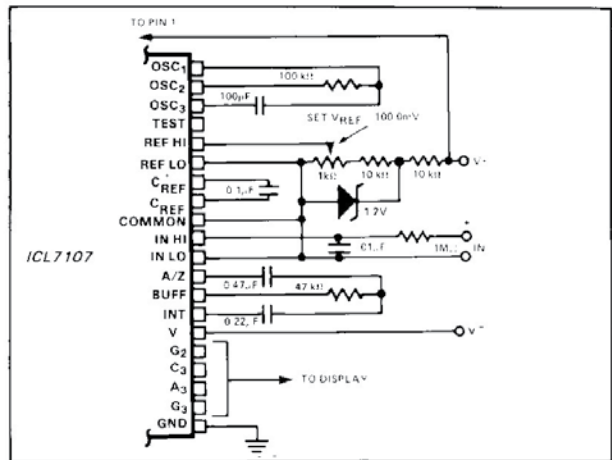 TO PIN 1
OSC1
100 kΩ
OSC2
100µF
OSC3
TEST
SET VREF
100.0mV
REF HI
REF LO
V+
1kΩ
10 kΩ
10 kΩ
CREF
0.1µF
CREF
1.2V
COMMON
IN HI
+
.01µF
1MΩ
IN
ICL7107
IN LO
A/Z
0.47µF
BUFF
47 kΩ
INT
0.22µF
V
V−
G2
C3
TO DISPLAY
A3
G3
GND